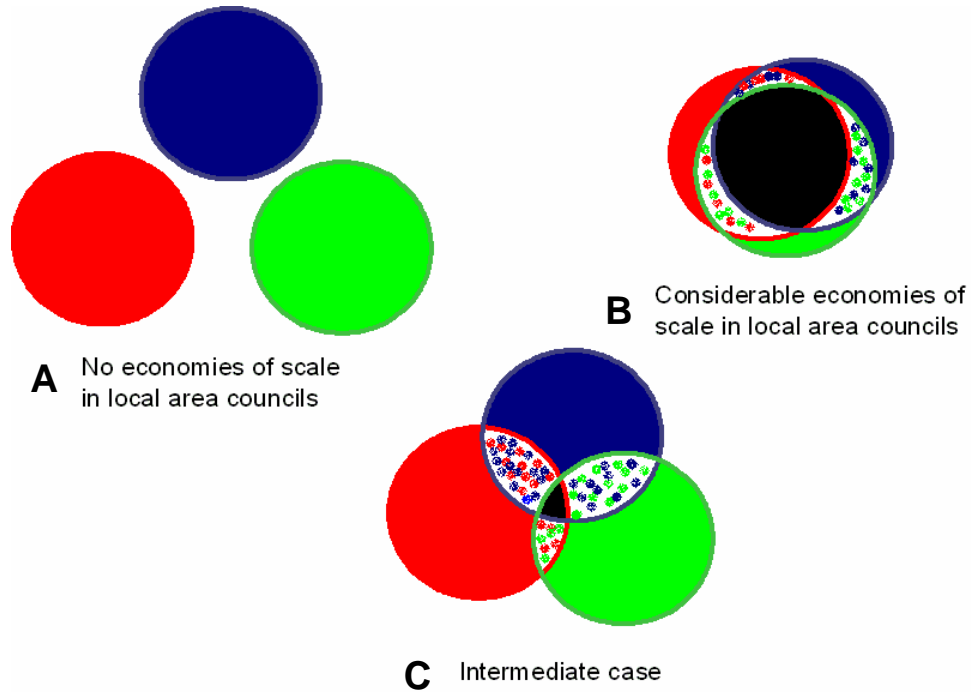 A No economies of scale
in local area councils
B Considerable economies of
scale in local area councils
C Intermediate case